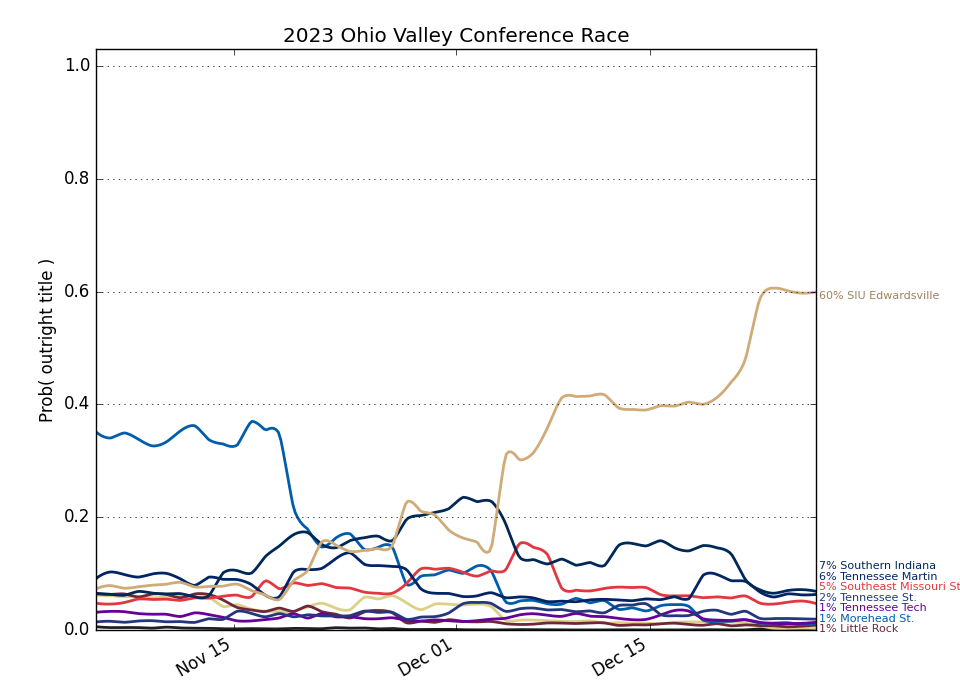 2023 Ohio Valley Conference Race
Prob( outright title )
1.0
0.8
0.6
0.4
0.2
0.0
Nov 15
Dec 01
Dec 15
60% SIU Edwardsville
7% Southern Indiana
6% Tennessee Martin
5% Southeast Missouri St
2% Tennessee St.
1% Tennessee Tech
1% Morehead St.
1% Little Rock